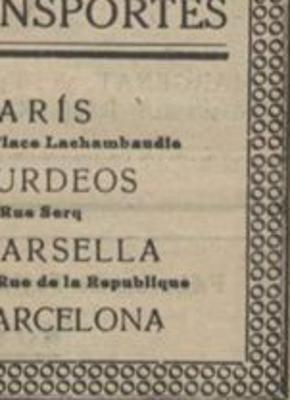 NSPORTES
ARÍS
Place Lachambaudie
URDEOS
Rue Serq
ARSELLA
Rue de la Republique
ARCELONA